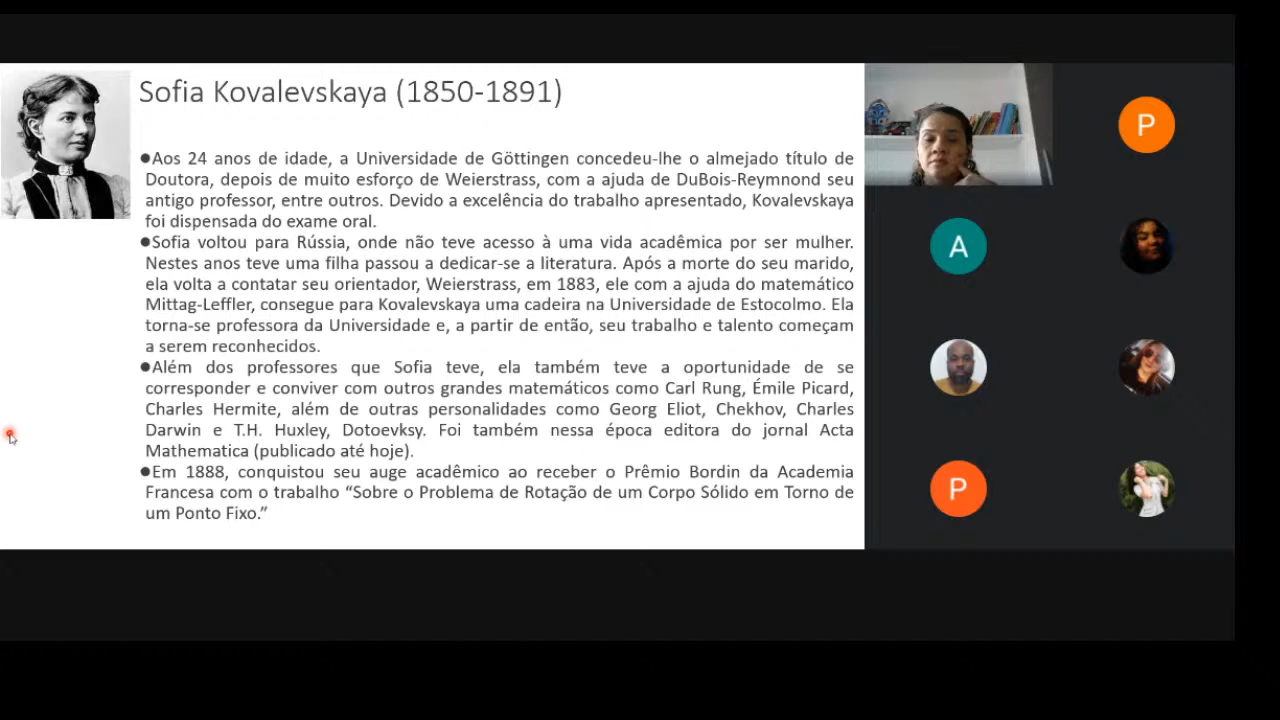 Sofia Kovalevskaya (1850-1891)
●Aos 24 anos de idade, a Universidade de Göttingen concedeu-lhe o almejado título de
Doutora, depois de muito esforço de Weierstrass, com a ajuda de DuBois-Reymnond seu
antigo professor, entre outros. Devido a excelência do trabalho apresentado, Kovalevskaya
foi dispensada do exame oral.
●Sofia voltou para Rússia, onde não teve acesso à uma vida acadêmica por ser mulher.
Nestes anos teve uma filha passou a dedicar-se a literatura. Após a morte do seu marido,
ela volta a contatar seu orientador, Weierstrass, em 1883, ele com a ajuda do matemático
Mittag-Leffler, consegue para Kovalevskaya uma cadeira na Universidade de Estocolmo. Ela
torna-se professora da Universidade e, a partir de então, seu trabalho e talento começam
a serem reconhecidos.
●Além dos professores que Sofia teve, ela também teve a oportunidade de se
corresponder e conviver com outros grandes matemáticos como Carl Rung, Émile Picard,
Charles Hermite, além de outras personalidades como Georg Eliot, Chekhov, Charles
Darwin e T.H. Huxley, Dotoevksy. Foi também nessa época editora do jornal Acta
Mathematica (publicado até hoje).
●Em 1888, conquistou seu auge acadêmico ao receber o Prêmio Bordin da Academia
Francesa com o trabalho “Sobre o Problema de Rotação de um Corpo Sólido em Torno de
um Ponto Fixo.”
P
A
P